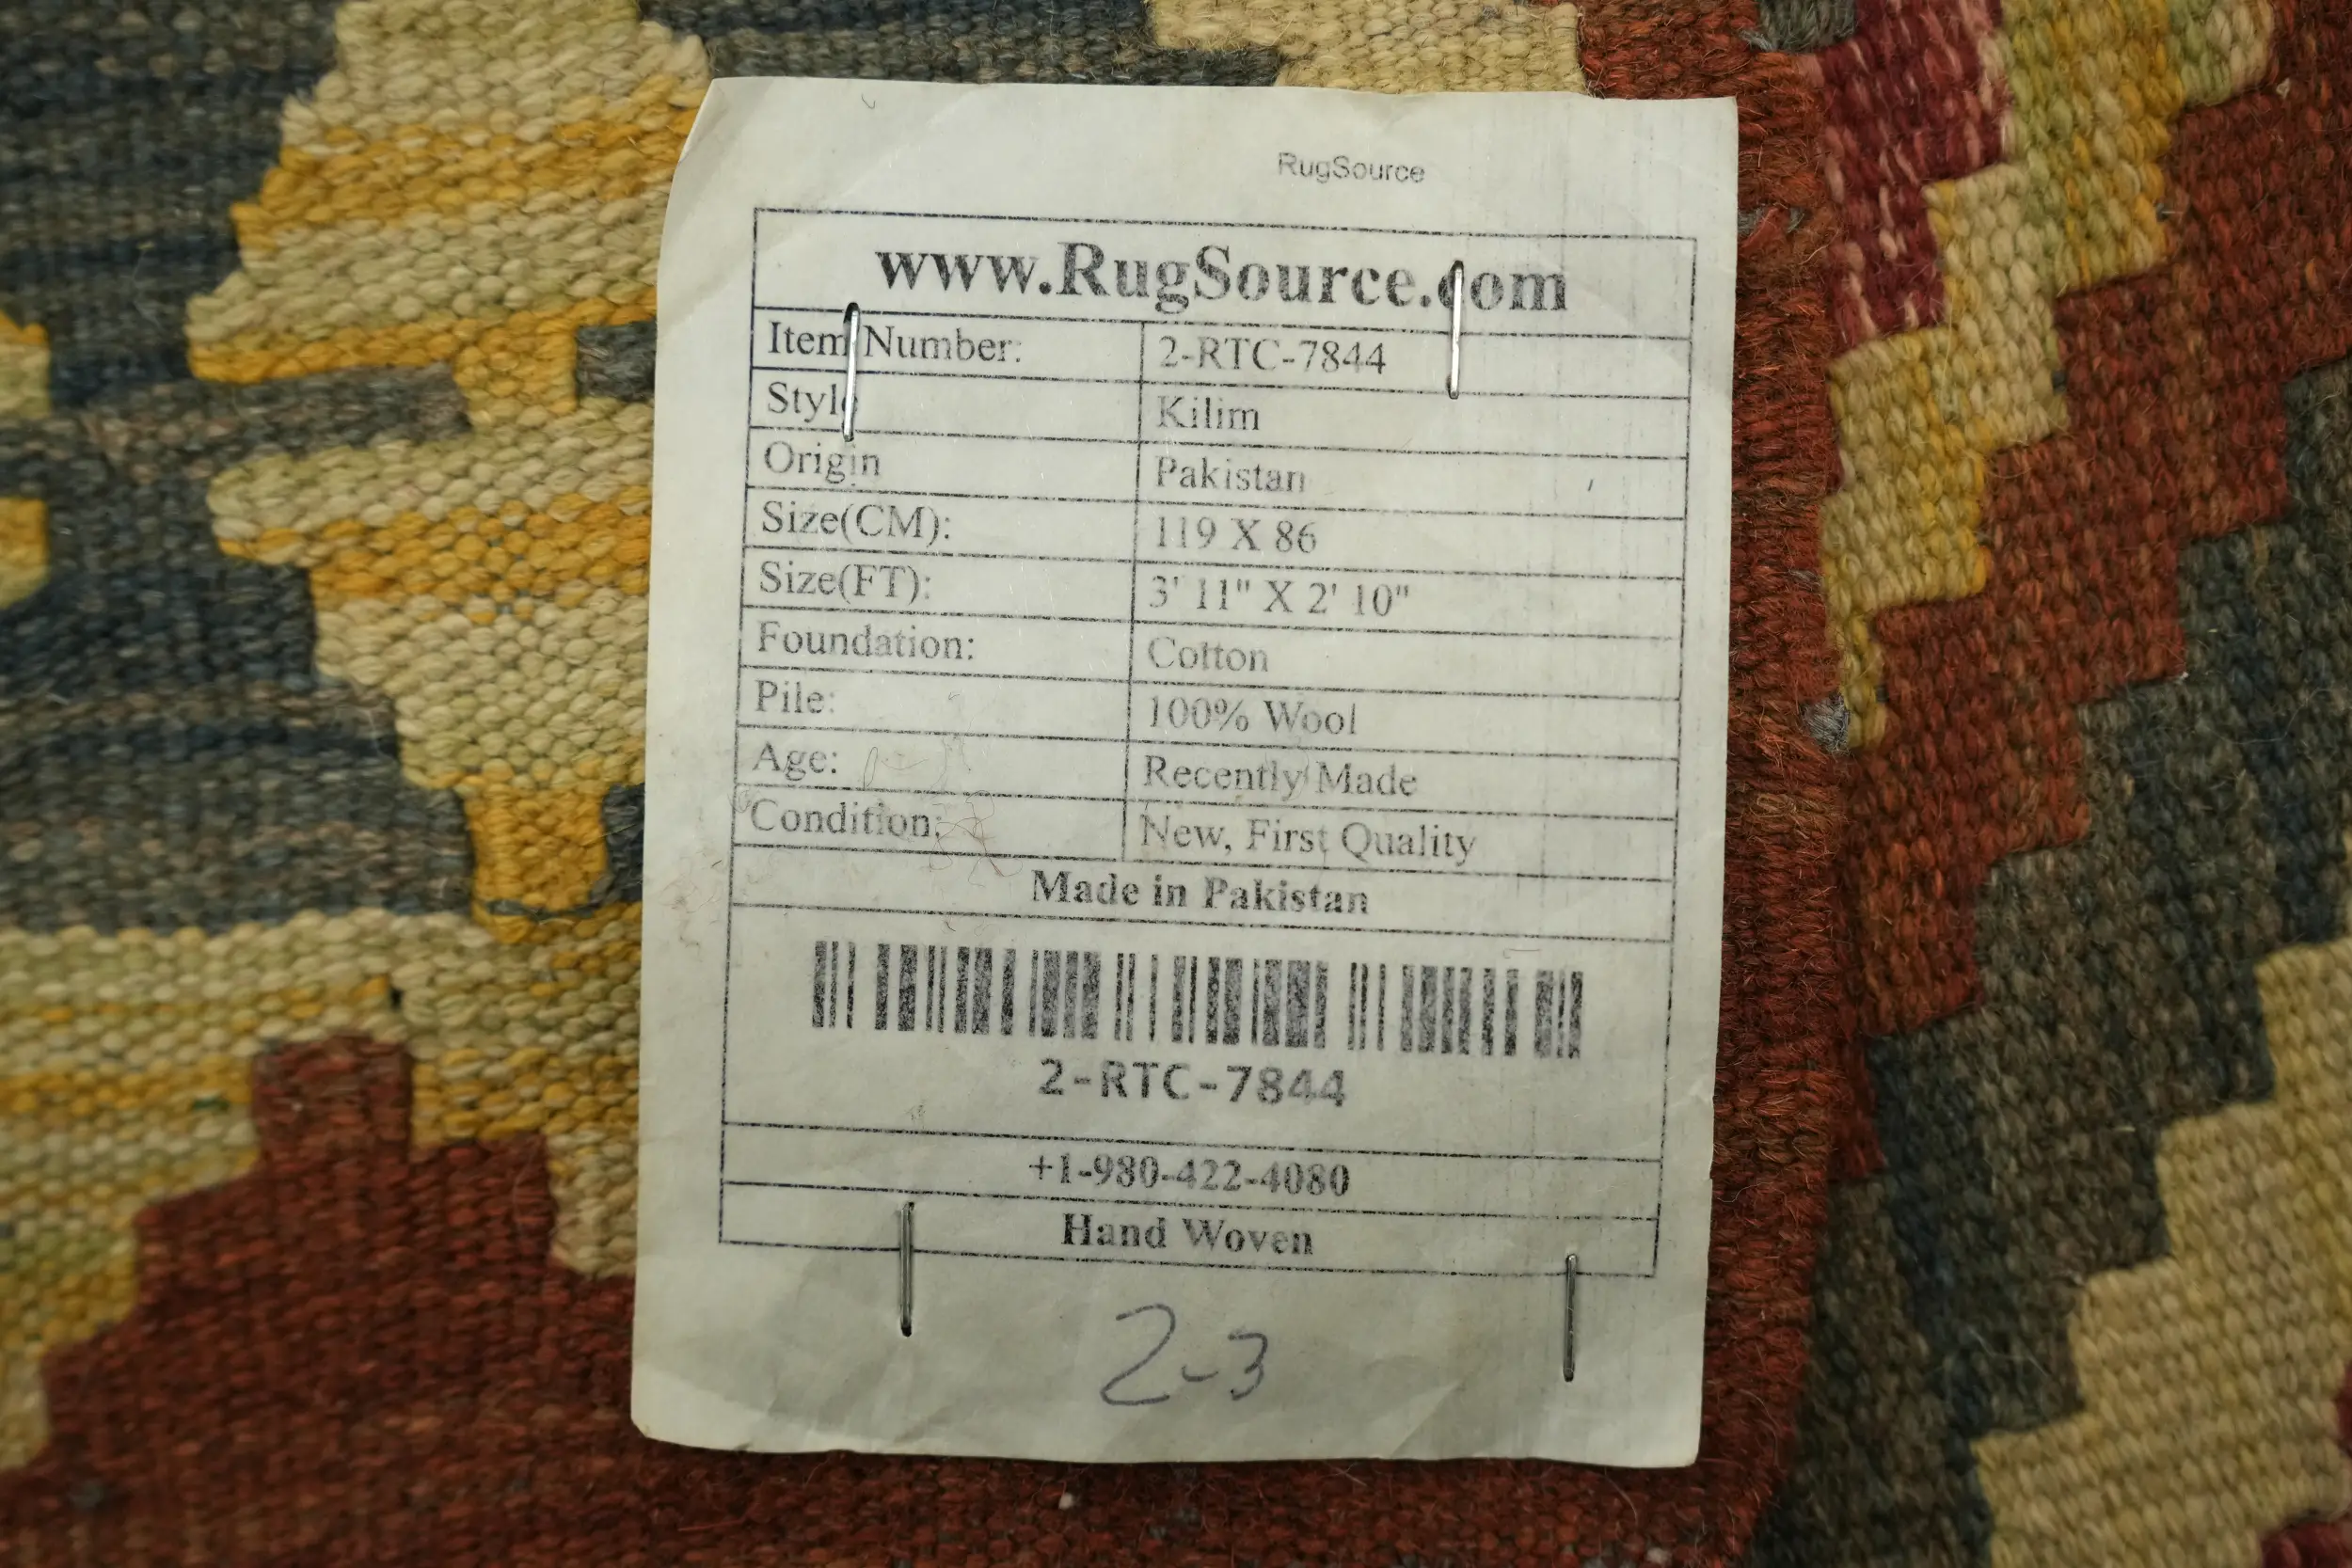 RugSource
www.RugSource.com
Item Number: 2-RTC-7844
Style Kilim
Origin Pakistan
Size(CM): 119 X 86
Size(FT): 3' 11" X 2' 10"
Foundation: Cotton
Pile: 100% Wool
Age: Recently Made
Condition: New, First Quality
Made in Pakistan
2-RTC-7844
+1-980-422-4080
Hand Woven
2-3